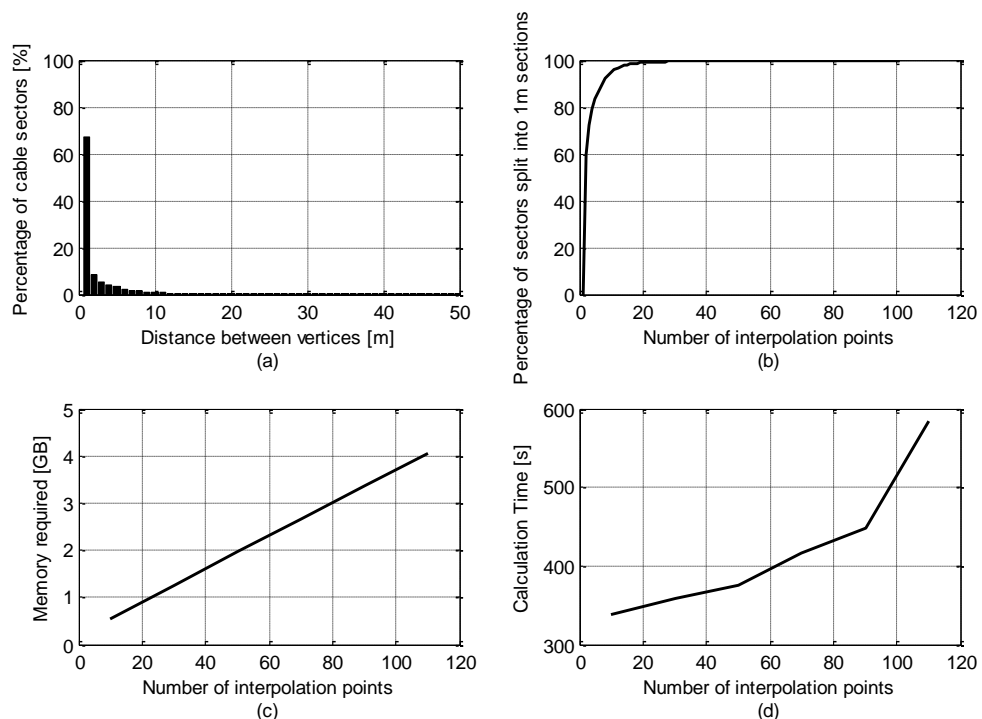 Percentage of cable sectors [%]
100
80
60
40
20
0
0 10 20 30 40 50
Distance between vertices [m]
(a)
Percentage of sectors split into 1m sections
100
80
60
40
20
0
0 20 40 60 80 100 120
Number of interpolation points
(b)
Memory required [GB]
5
4
3
2
1
0
0 20 40 60 80 100 120
Number of interpolation points
(c)
Calculation Time [s]
600
500
400
300
0 20 40 60 80 100 120
Number of interpolation points
(d)